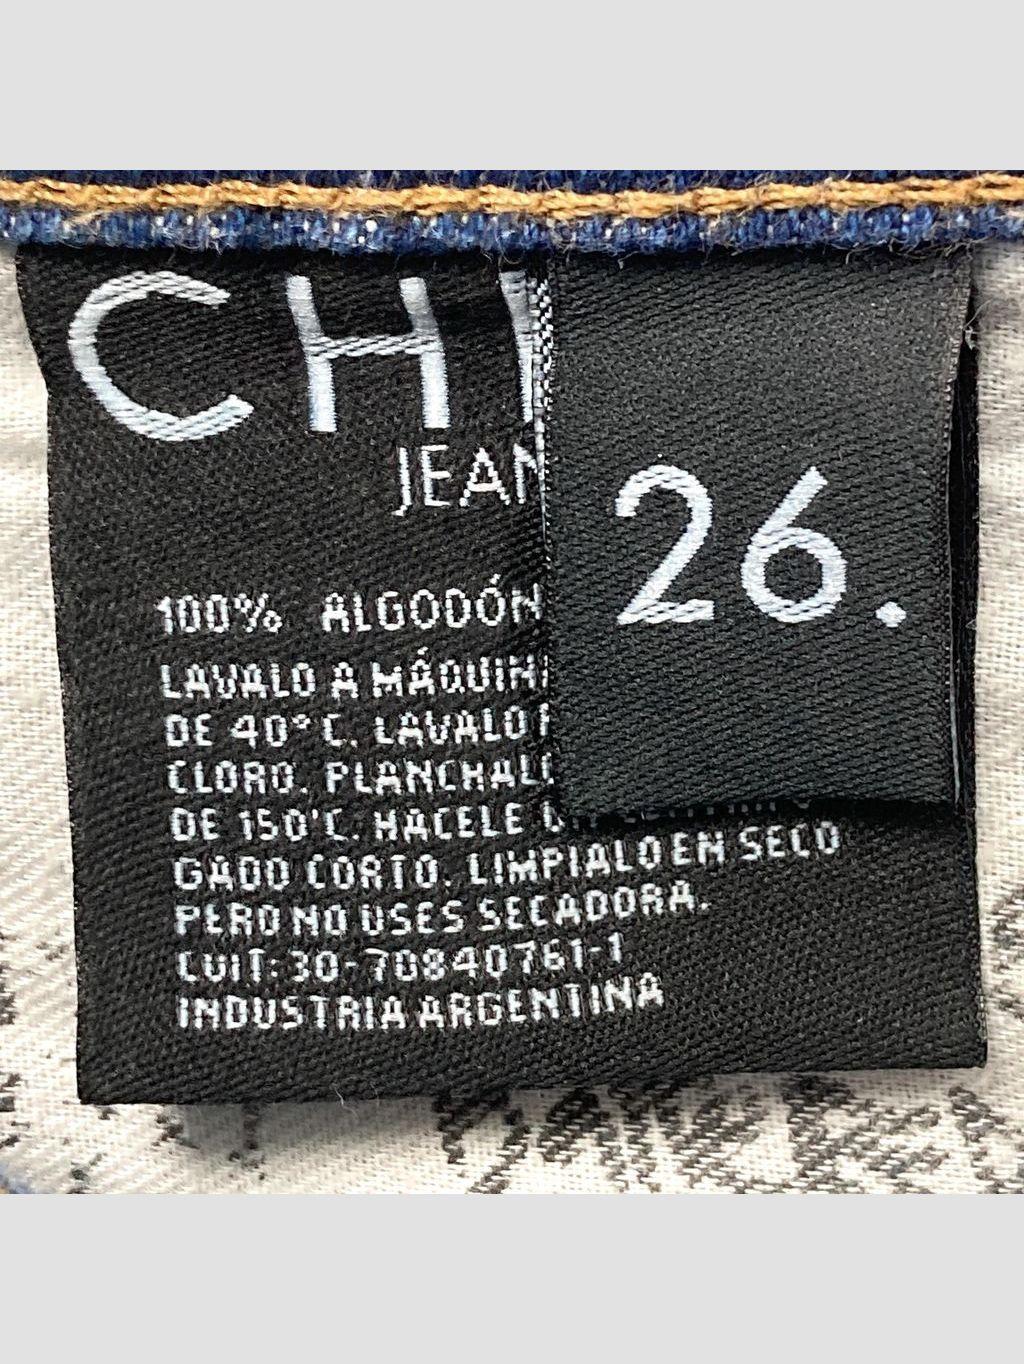 CH
JEAN
26.
100% ALGODÓN
LAVALO A MÁQUIN
DE 40°C. LAVALO
CLORO. PLANCHAL
DE 150°C. HACELE
GADO CORTO. LIMPIALO EN SECO
PERO NO USES SECADORA.
CUIT: 30-70840761-1
INDUSTRIA ARGENTINA